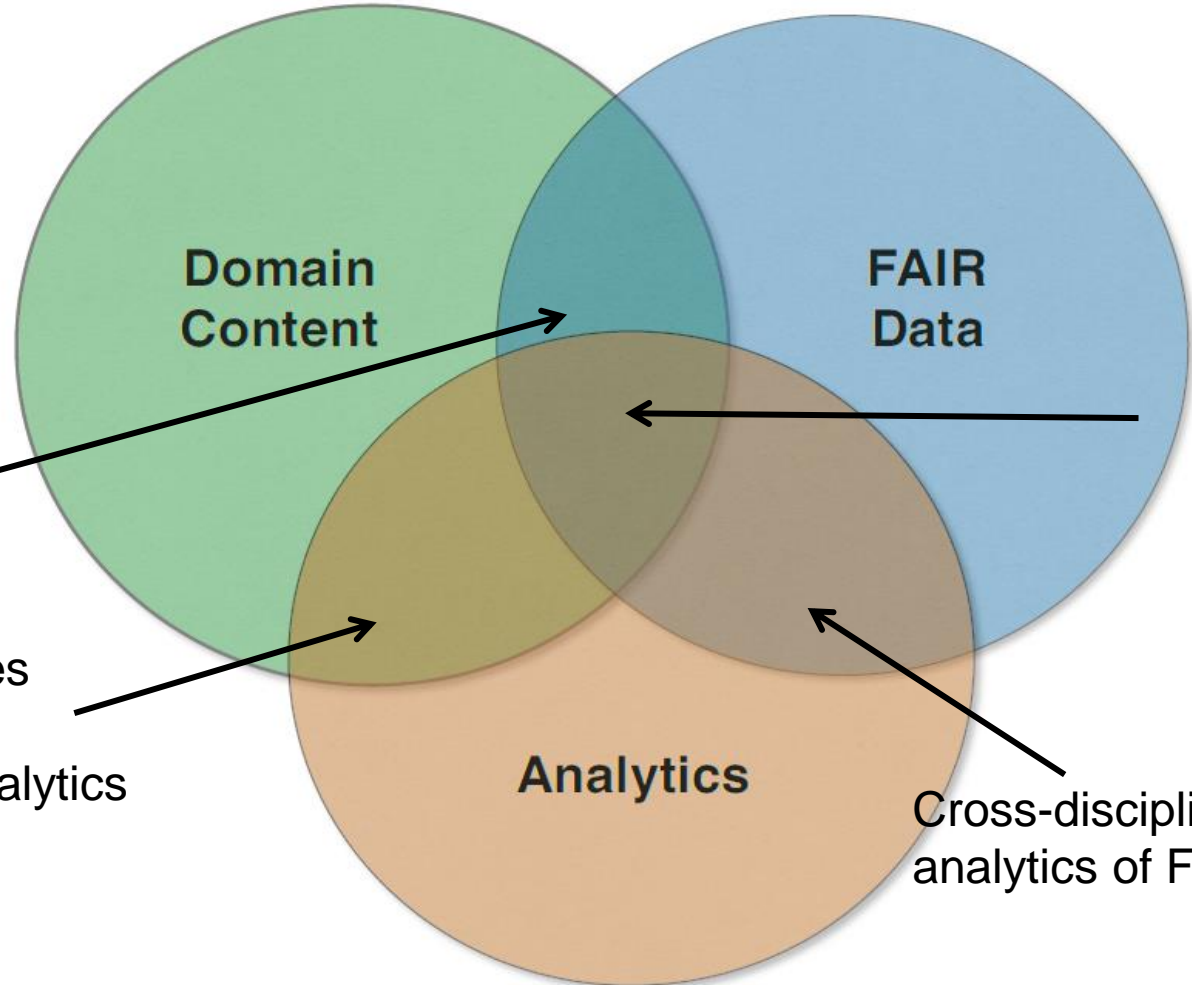 Domain
Content
FAIR
Data
es
alytics
Analytics
Cross-discipli
analytics of F